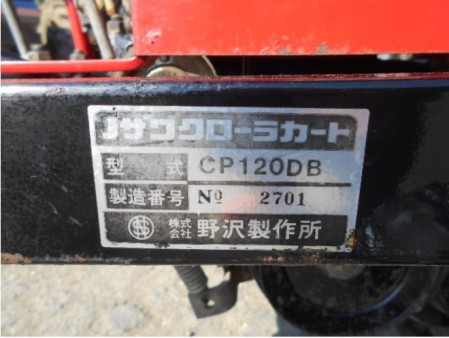 ノサワクローラカート
型式 CP120DB
製造番号 № 2701
株式会社 野沢製作所